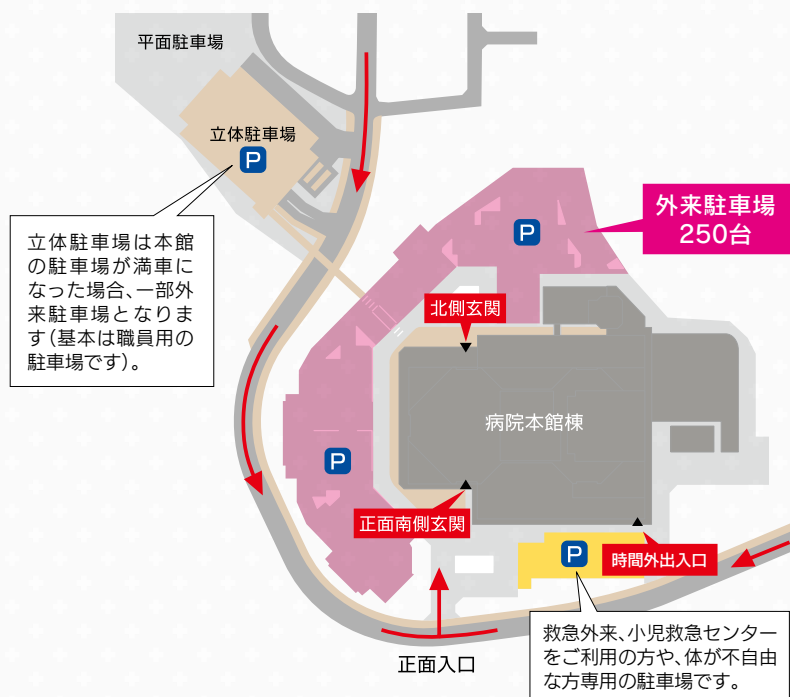 平面駐車場
立体駐車場
P
立体駐車場は本館
の駐車場が満車に
なった場合、一部外
来駐車場となりま
す(基本は職員用の
駐車場です)。
P
外来駐車場
250台
北側玄関
病院本館棟
P
正面南側玄関
P
時間外出入口
救急外来、小児救急センター
をご利用の方や、体が不自由
な方専用の駐車場です。
正面入口